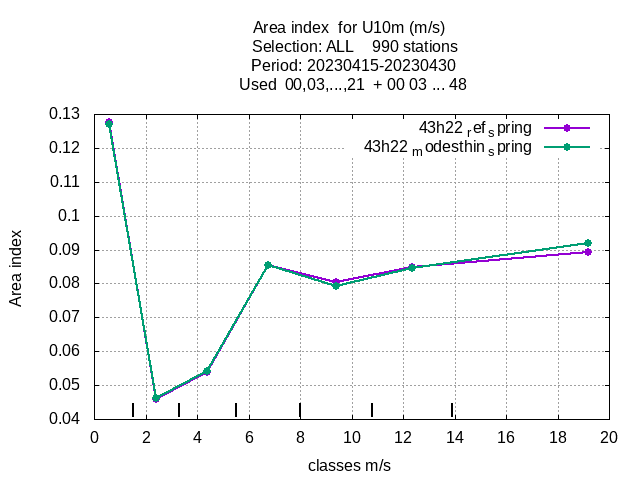 Area index  for U10m (m/s)
Selection: ALL    990 stations
Period: 20230415-20230430
Used  00,03,...,21  + 00 03 ... 48
0.13
0.12
0.11
0.1
0.09
0.08
0.07
0.06
0.05
0.04
Area index
43h22 ref spring
43h22 modesthin spring
0 2 4 6 8 10 12 14 16 18 20
classes m/s